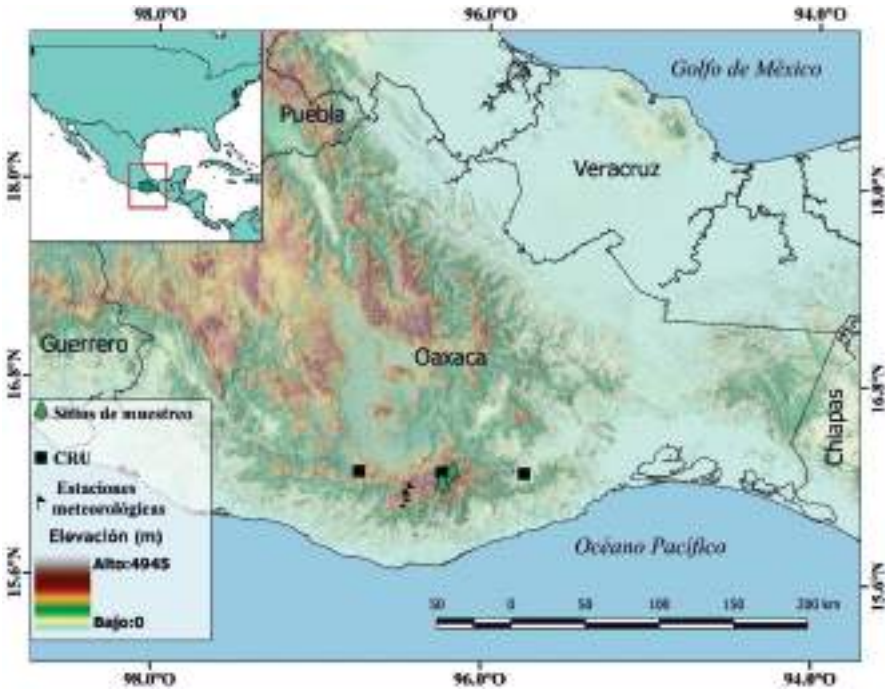 98.0°O
96.0°O
94.0°O
Golfo de México
Puebla
Veracruz
18.0°N
18.0°N
Guerrero
Oaxaca
16.8°N
16.8°N
Chiapas
Sitios de muestreo
CRU
Estaciones
meteorológicas
Elevación (m)
Alto:4945
Bajo:0
Océano Pacífico
15.6°N
15.6°N
50 0 50 100 150 200 km
98.0°O
96.0°O
94.0°O